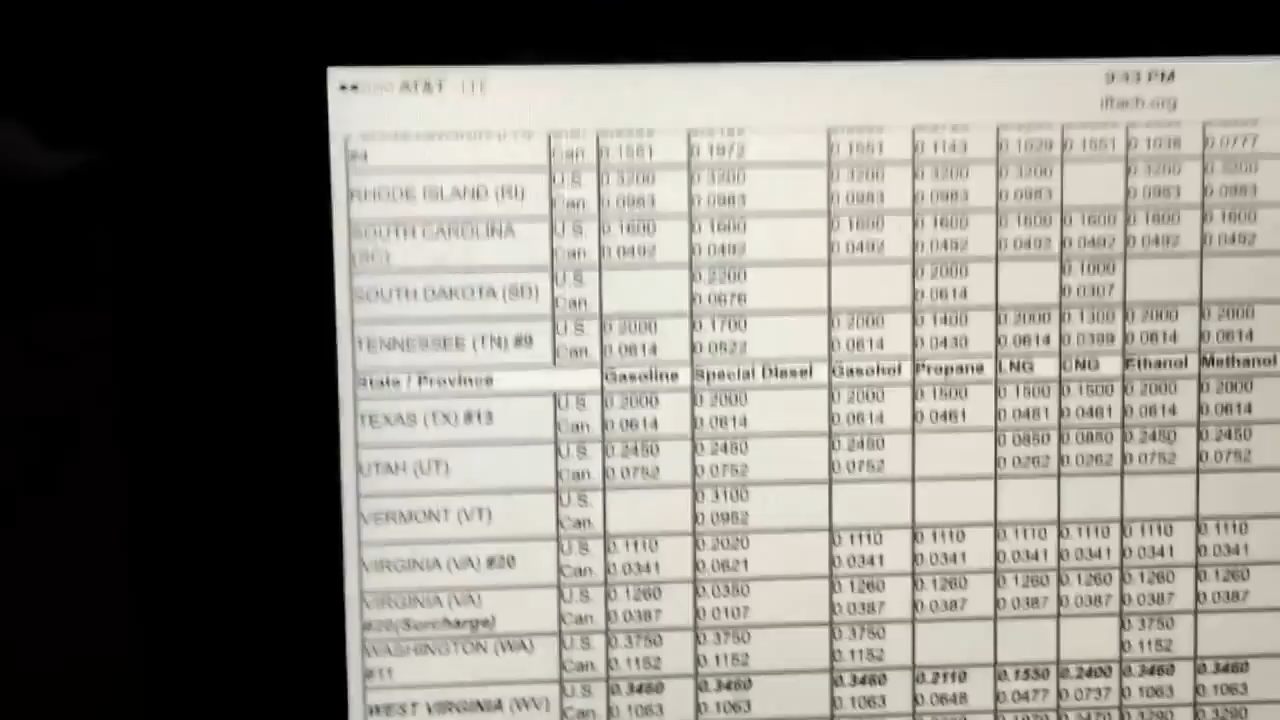 AT&T LTE
9:43 PM
iftach.org
#4 Can. 0.1551 0.1972 0.1551 0.1143 0.1029 0.1551 0.1038 0.0777
RHODE ISLAND (RI) U.S. 0.3200 0.3200 0.3200 0.3200 0.3200 0.3200 0.3200
Can. 0.0983 0.0983 0.0983 0.0983 0.0983 0.0983 0.0983
SOUTH CAROLINA U.S. 0.1600 0.1600 0.1600 0.1600 0.1600 0.1600 0.1600 0.1600
(SC) Can. 0.0492 0.0492 0.0492 0.0492 0.0492 0.0492 0.0492 0.0492
SOUTH DAKOTA (SD) U.S. 0.2200 0.2000 0.1000
Can. 0.0676 0.0614 0.0307
TENNESSEE (TN) #9 U.S. 0.2000 0.1700 0.2000 0.1400 0.2000 0.1300 0.2000 0.2000
Can. 0.0614 0.0522 0.0614 0.0430 0.0614 0.0399 0.0614 0.0614
State / Province Gasoline Special Diesel Gasohol Propane LNG CNG Ethanol Methanol
TEXAS (TX) #13 U.S. 0.2000 0.2000 0.2000 0.1500 0.1500 0.1500 0.2000 0.2000
Can. 0.0614 0.0614 0.0614 0.0461 0.0461 0.0461 0.0614 0.0614
UTAH (UT) U.S. 0.2450 0.2450 0.2450 0.0850 0.0850 0.2450 0.2450
Can. 0.0752 0.0752 0.0752 0.0262 0.0262 0.0752 0.0752
VERMONT (VT) U.S. 0.3100
Can. 0.0952
VIRGINIA (VA) #20 U.S. 0.1110 0.2020 0.1110 0.1110 0.1110 0.1110 0.1110 0.1110
Can. 0.0341 0.0621 0.0341 0.0341 0.0341 0.0341 0.0341 0.0341
VIRGINIA (VA) U.S. 0.1260 0.0350 0.1260 0.1260 0.1260 0.1260 0.1260 0.1260
#20(Surcharge) Can. 0.0387 0.0107 0.0387 0.0387 0.0387 0.0387 0.0387 0.0387
WASHINGTON (WA) U.S. 0.3750 0.3750 0.3750 0.3750
#11 Can. 0.1152 0.1152 0.1152 0.1152
WEST VIRGINIA (WV) U.S. 0.3460 0.3460 0.3460 0.2110 0.1550 0.2400 0.3460 0.3460
Can. 0.1063 0.1063 0.1063 0.0648 0.0477 0.0737 0.1063 0.1063